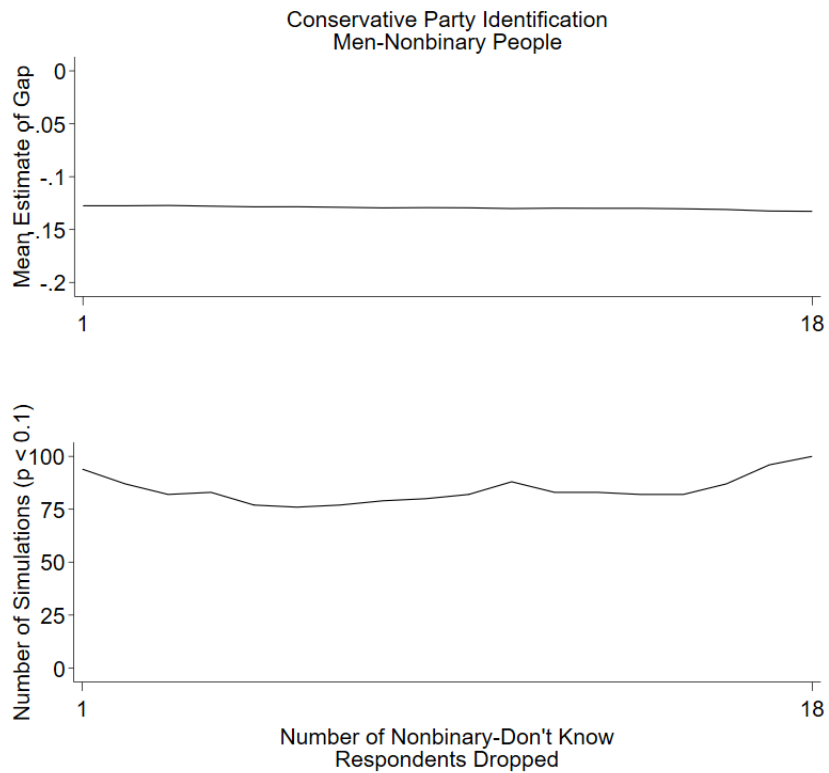 Conservative Party Identification
Men-Nonbinary People
Mean Estimate of Gap
0
-.05
-.1
-.15
-.2
1
18
Number of Simulations (p < 0.1)
100
75
50
25
0
1
18
Number of Nonbinary-Don't Know
Respondents Dropped